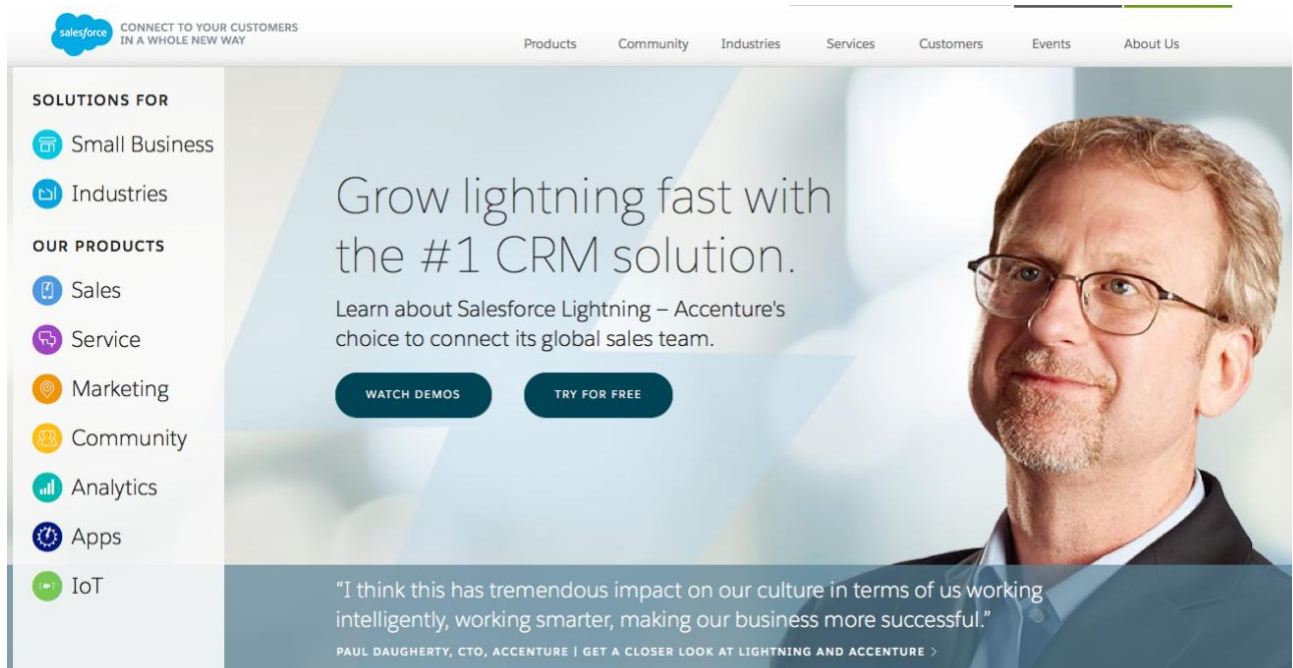 salesforce
CONNECT TO YOUR CUSTOMERS
IN A WHOLE NEW WAY
Products Community Industries Services Customers Events About Us
SOLUTIONS FOR
Small Business
Industries
OUR PRODUCTS
Sales
Service
Marketing
Community
Analytics
Apps
IoT
Grow lightning fast with
the #1 CRM solution.
Learn about Salesforce Lightning – Accenture's
choice to connect its global sales team.
WATCH DEMOS TRY FOR FREE
“I think this has tremendous impact on our culture in terms of us working
intelligently, working smarter, making our business more successful.”
PAUL DAUGHERTY, CTO, ACCENTURE | GET A CLOSER LOOK AT LIGHTNING AND ACCENTURE >